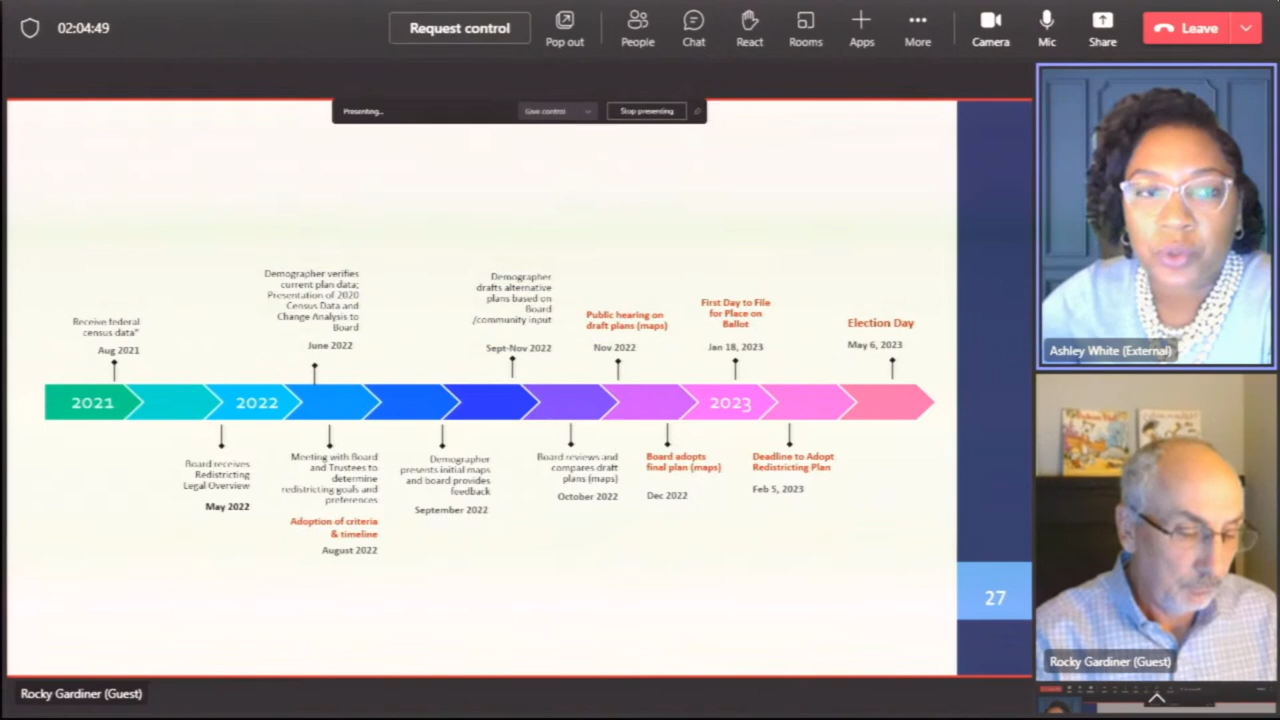 02:04:49
Request control
Pop out
People
Chat
React
Rooms
Apps
More
Camera
Mic
Share
Leave
Presenting...
Give control
Stop presenting
Receive federal
census data*
Aug 2021
Demographer verifies
current plan data;
Presentation of 2020
Census Data and
Change Analysis to
Board
June 2022
Demographer
drafts alternative
plans based on
Board
/community input
Sept-Nov 2022
Public hearing on
draft plans (maps)
Nov 2022
First Day to File
for Place on
Ballot
Jan 18, 2023
Election Day
May 6, 2023
2021
2022
2023
Board receives
Redistricting
Legal Overview
May 2022
Meeting with Board
and Trustees to
determine
redistricting goals and
preferences
Adoption of criteria
& timeline
August 2022
Demographer
presents initial maps
and board provides
feedback
September 2022
Board reviews and
compares draft
plans (maps)
October 2022
Board adopts
final plan (maps)
Dec 2022
Deadline to Adopt
Redistricting Plan
Feb 5, 2023
27
Ashley White (External)
Rocky Gardiner (Guest)
Rocky Gardiner (Guest)